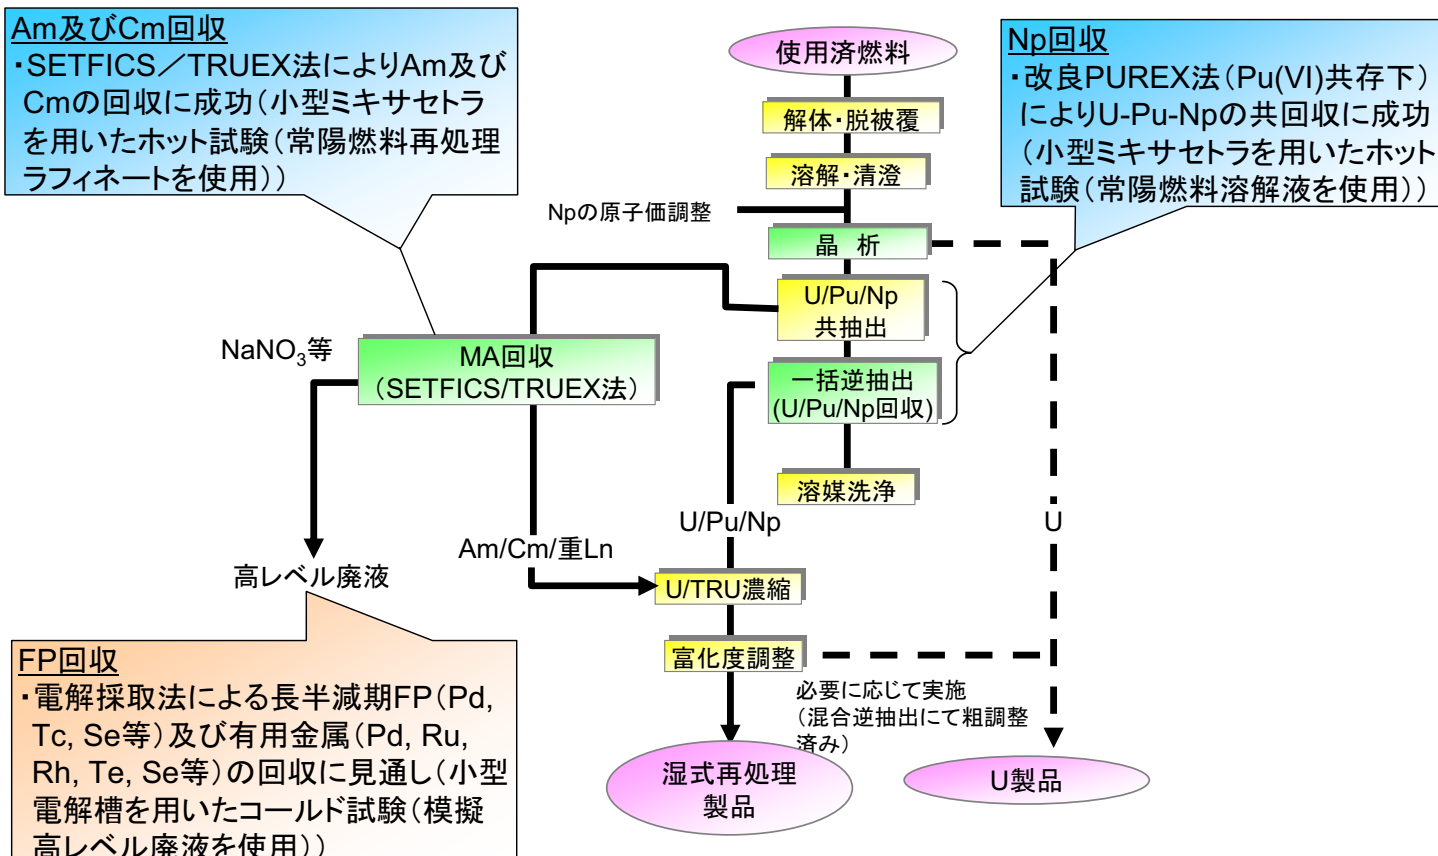 Am及びCm回収
・SETFICS／TRUEX法によりAm及び
Cmの回収に成功（小型ミキサセトラ
を用いたホット試験（常陽燃料再処理
ラフィネートを使用））
使用済燃料
Np回収
・改良PUREX法（Pu(VI)共存下）
によりU-Pu-Npの共回収に成功
（小型ミキサセトラを用いたホット
試験（常陽燃料溶解液を使用））
解体・脱被覆
溶解・清澄
Npの原子価調整
晶 析
U/Pu/Np
共抽出
NaNO3等
MA回収
（SETFICS/TRUEX法）
一括逆抽出
(U/Pu/Np回収)
溶媒洗浄
U/Pu/Np
U
Am/Cm/重Ln
高レベル廃液
U/TRU濃縮
富化度調整
必要に応じて実施
（混合逆抽出にて粗調整
済み）
FP回収
・電解採取法による長半減期FP（Pd,
Tc, Se等）及び有用金属（Pd, Ru,
Rh, Te, Se等）の回収に見通し（小型
電解槽を用いたコールド試験（模擬
高レベル廃液を使用））
湿式再処理
製品
U製品